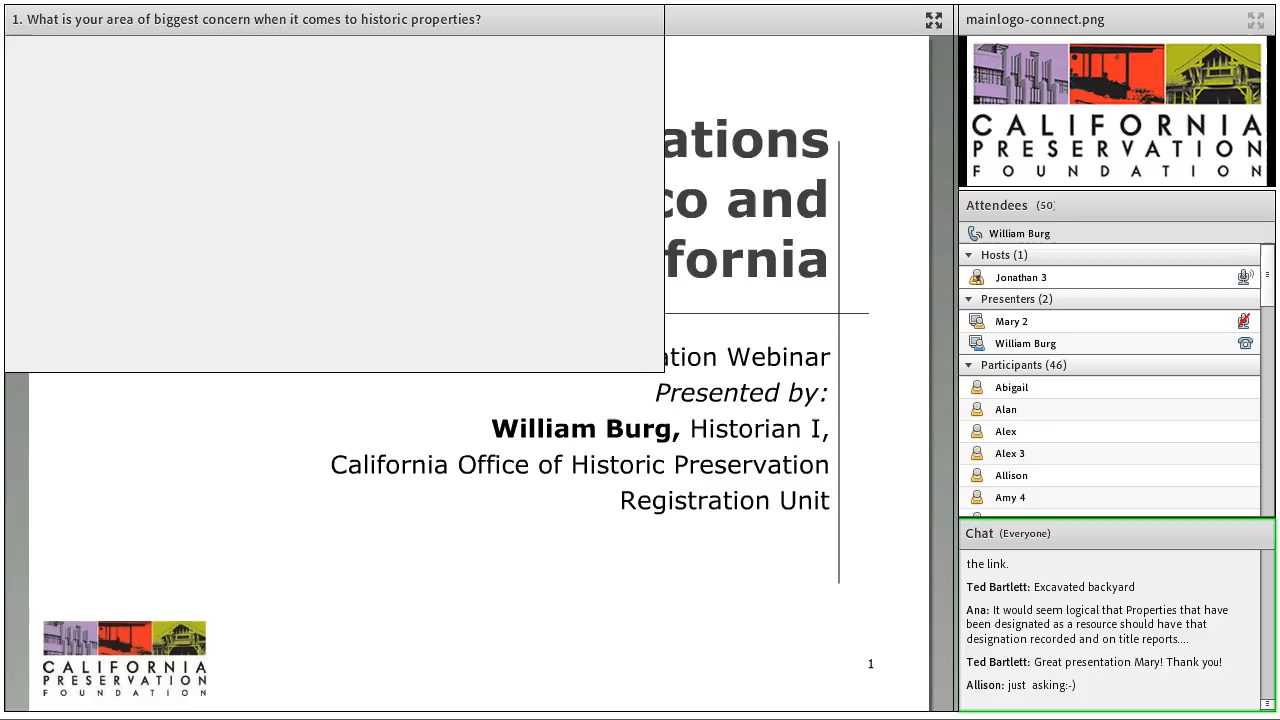 1. What is your area of biggest concern when it comes to historic properties?
ations
co and
fornia
ation Webinar
Presented by:
William Burg, Historian I,
California Office of Historic Preservation
Registration Unit
CALIFORNIA
PRESERVATION
FOUNDATION
1
mainlogo-connect.png
CALIFORNIA
PRESERVATION
FOUNDATION
Attendees (50)
William Burg
Hosts (1)
Jonathan 3
Presenters (2)
Mary 2
William Burg
Participants (46)
Abigail
Alan
Alex
Alex 3
Allison
Amy 4
Chat (Everyone)
the link.
Ted Bartlett: Excavated backyard
Ana: It would seem logical that Properties that have
been designated as a resource should have that
designation recorded and on title reports....
Ted Bartlett: Great presentation Mary! Thank you!
Allison: just asking:-)